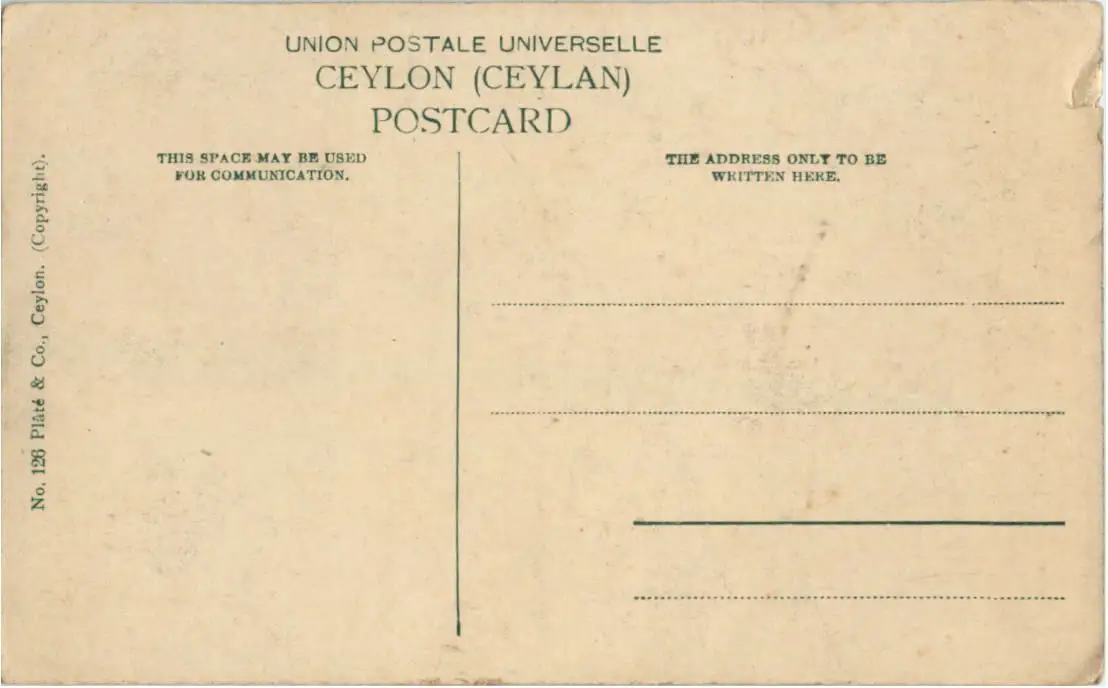 UNION POSTALE UNIVERSELLE
CEYLON (CEYLAN)
POSTCARD
THIS SPACE MAY BE USED
FOR COMMUNICATION.
THE ADDRESS ONLY TO BE
WRITTEN HERE.
No. 126 Plâté & Co., Ceylon. (Copyright).